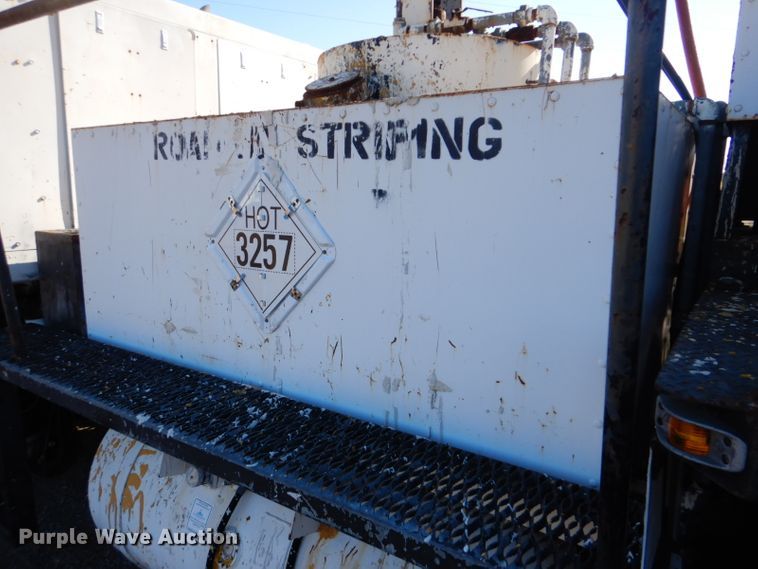 STRIPING
HOT
3257
Purple Wave Auction